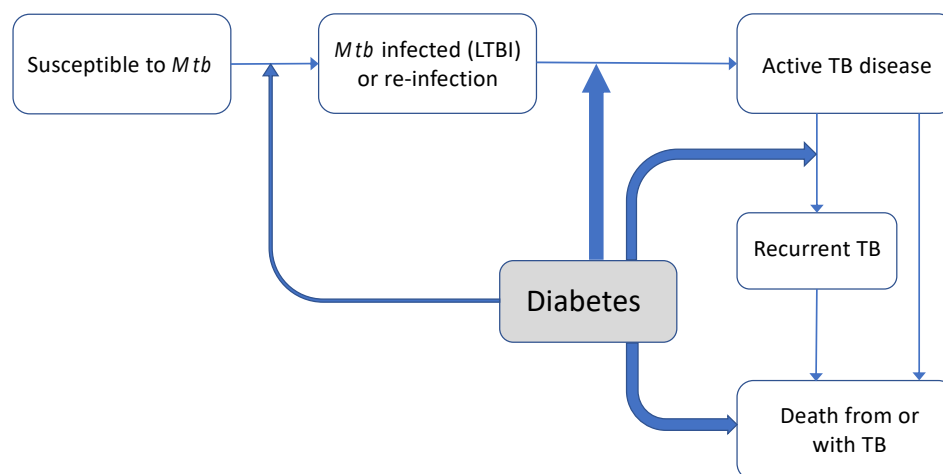 Susceptible to Mtb
Mtb infected (LTBI)
or re-infection
Active TB disease
Recurrent TB
Diabetes
Death from or
with TB